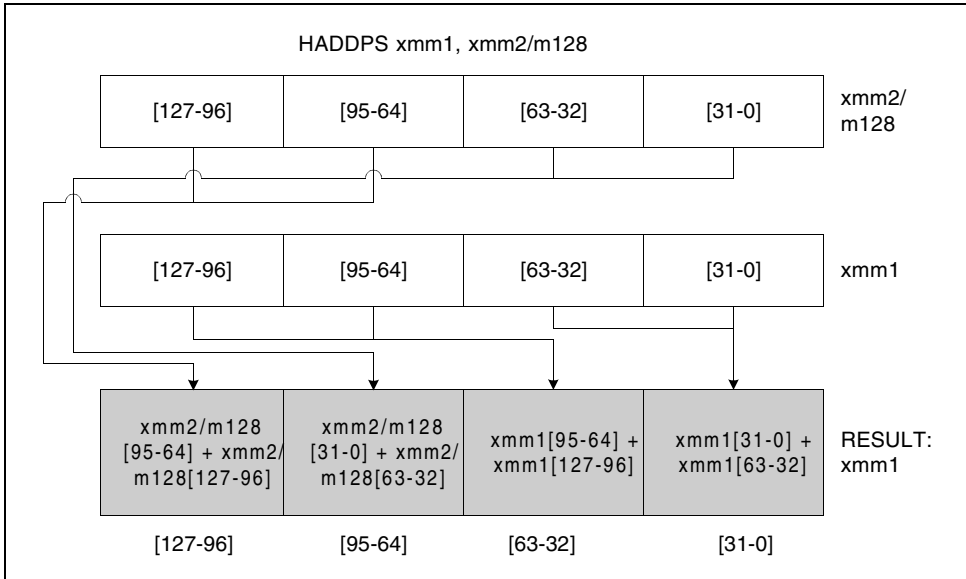 HADDPS xmm1, xmm2/m128
[127-96] [95-64] [63-32] [31-0] xmm2/
m128
[127-96] [95-64] [63-32] [31-0] xmm1
xmm2/m128
[95-64] + xmm2/
m128[127-96]
xmm2/m128
[31-0] + xmm2/
m128[63-32]
xmm1[95-64] +
xmm1[127-96]
xmm1[31-0] +
xmm1[63-32]
RESULT:
xmm1
[127-96] [95-64] [63-32] [31-0]